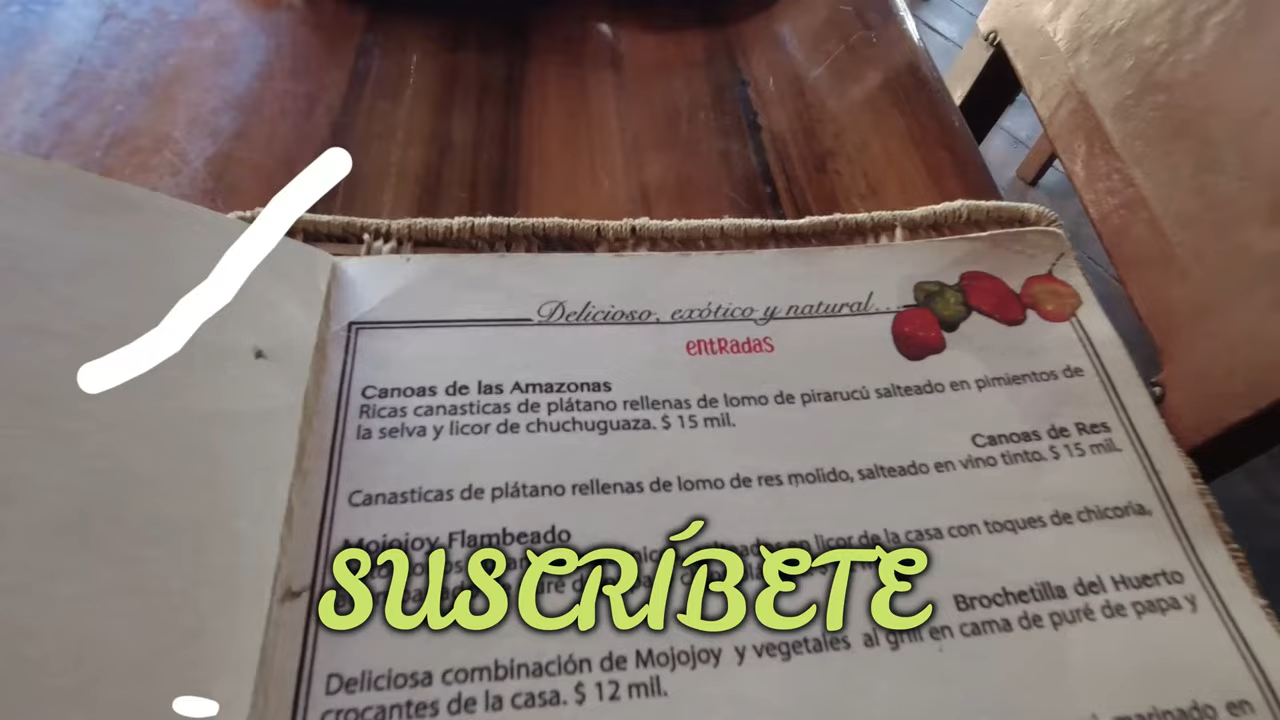 Delicioso, exótico y natural...
entRadas
Canoas de las Amazonas
Ricas canasticas de plátano rellenas de lomo de pirarucú salteado en pimientos de
la selva y licor de chuchuguaza. $ 15 mil.
Canoas de Res
Canasticas de plátano rellenas de lomo de res molido, salteado en vino tinto. $ 15 mil.
Mojojoy Flambeado
en licor de la casa con toques de chicoria,
SUSCRÍBETE
Brochetilla del Huerto
Deliciosa combinación de Mojojoy y vegetales al grill en cama de puré de papa y
crocantes de la casa. $ 12 mil.
marinado en